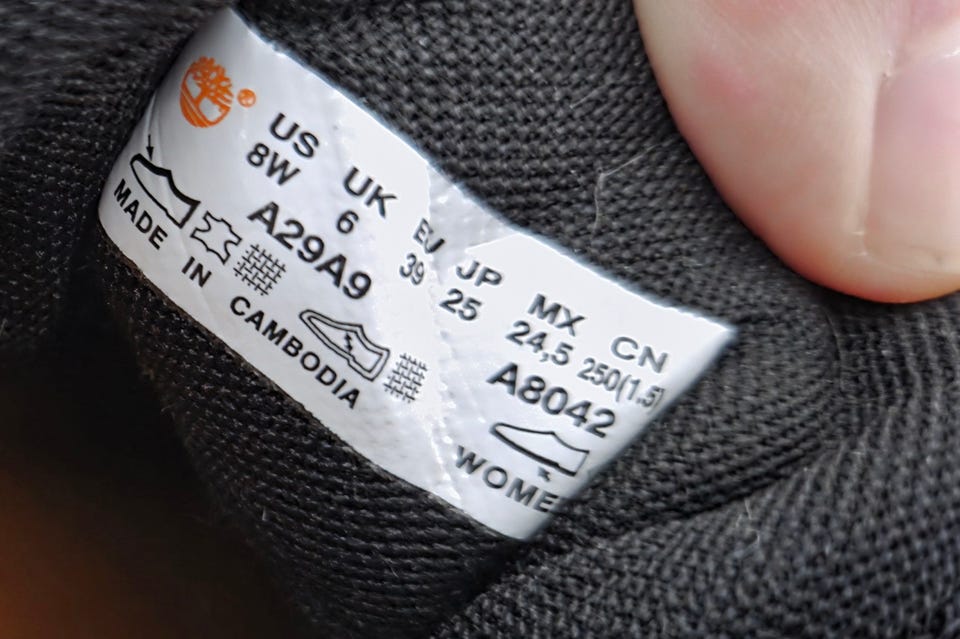 US UK EU JP MX CN
8W 6 39 25 24,5 250(1.5)
A29A9 A8042
MADE IN CAMBODIA
WOME